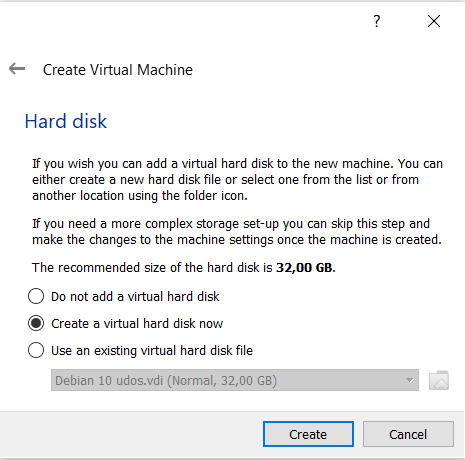 ?
Create Virtual Machine
Hard disk
If you wish you can add a virtual hard disk to the new machine. You can
either create a new hard disk file or select one from the list or from
another location using the folder icon.
If you need a more complex storage set-up you can skip this step and
make the changes to the machine settings once the machine is created.
The recommended size of the hard disk is 32,00 GB.
Do not add a virtual hard disk
Create a virtual hard disk now
Use an existing virtual hard disk file
Debian 10 udos.vdi (Normal, 32,00 GB)
Create
Cancel